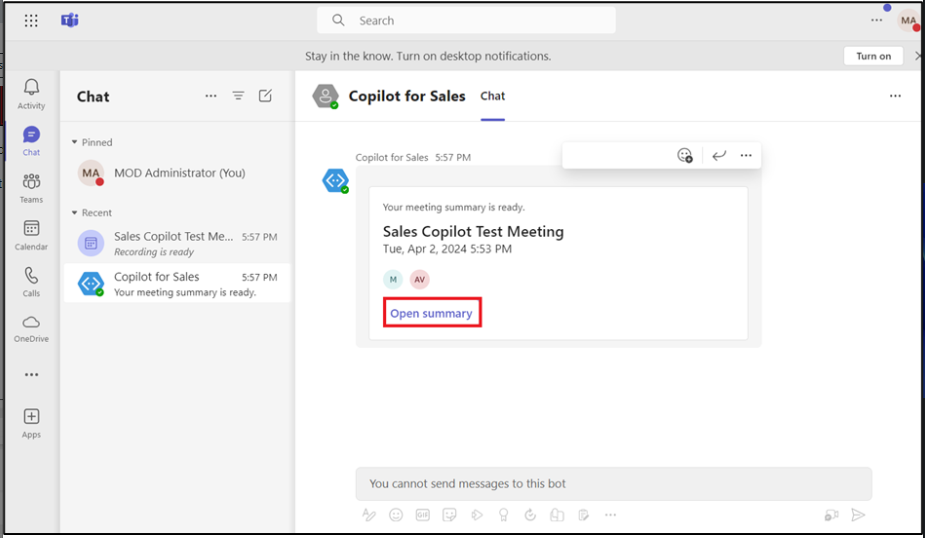 Search
MA
Stay in the know. Turn on desktop notifications.
Turn on
Activity
Chat
Teams
Calendar
Calls
OneDrive
Apps
Chat
Pinned
MA
MOD Administrator (You)
Recent
Sales Copilot Test Me... 5:57 PM
Recording is ready
Copilot for Sales 5:57 PM
Your meeting summary is ready.
Copilot for Sales Chat
Copilot for Sales 5:57 PM
Your meeting summary is ready.
Sales Copilot Test Meeting
Tue, Apr 2, 2024 5:53 PM
M AV
Open summary
You cannot send messages to this bot
GIF